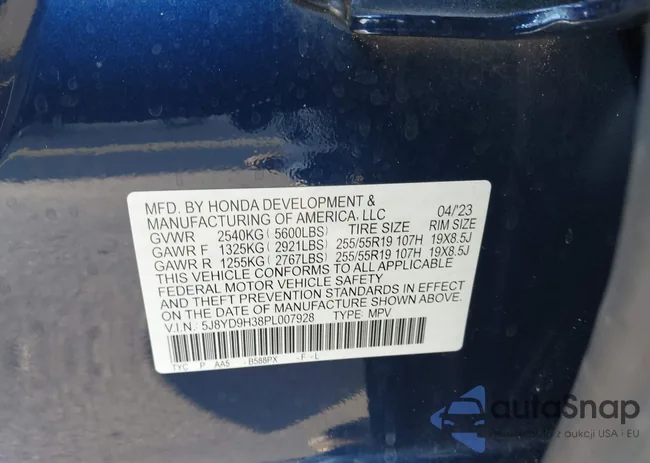 MFD. BY HONDA DEVELOPMENT &
MANUFACTURING OF AMERICA, LLC 04/'23
GVWR 2540KG ( 5600LBS) TIRE SIZE RIM SIZE
GAWR F 1325KG ( 2921LBS) 255/55R19 107H 19X8.5J
GAWR R 1255KG ( 2767LBS) 255/55R19 107H 19X8.5J
THIS VEHICLE CONFORMS TO ALL APPLICABLE
FEDERAL MOTOR VEHICLE SAFETY
AND THEFT PREVENTION STANDARDS IN EFFECT
ON THE DATE OF MANUFACTURE SHOWN ABOVE.
V.I.N.: 5J8YD9H38PL007928 TYPE: MPV
TYC P AA5 -B588PX -F-L
autoSnap
z aukcji USA i EU